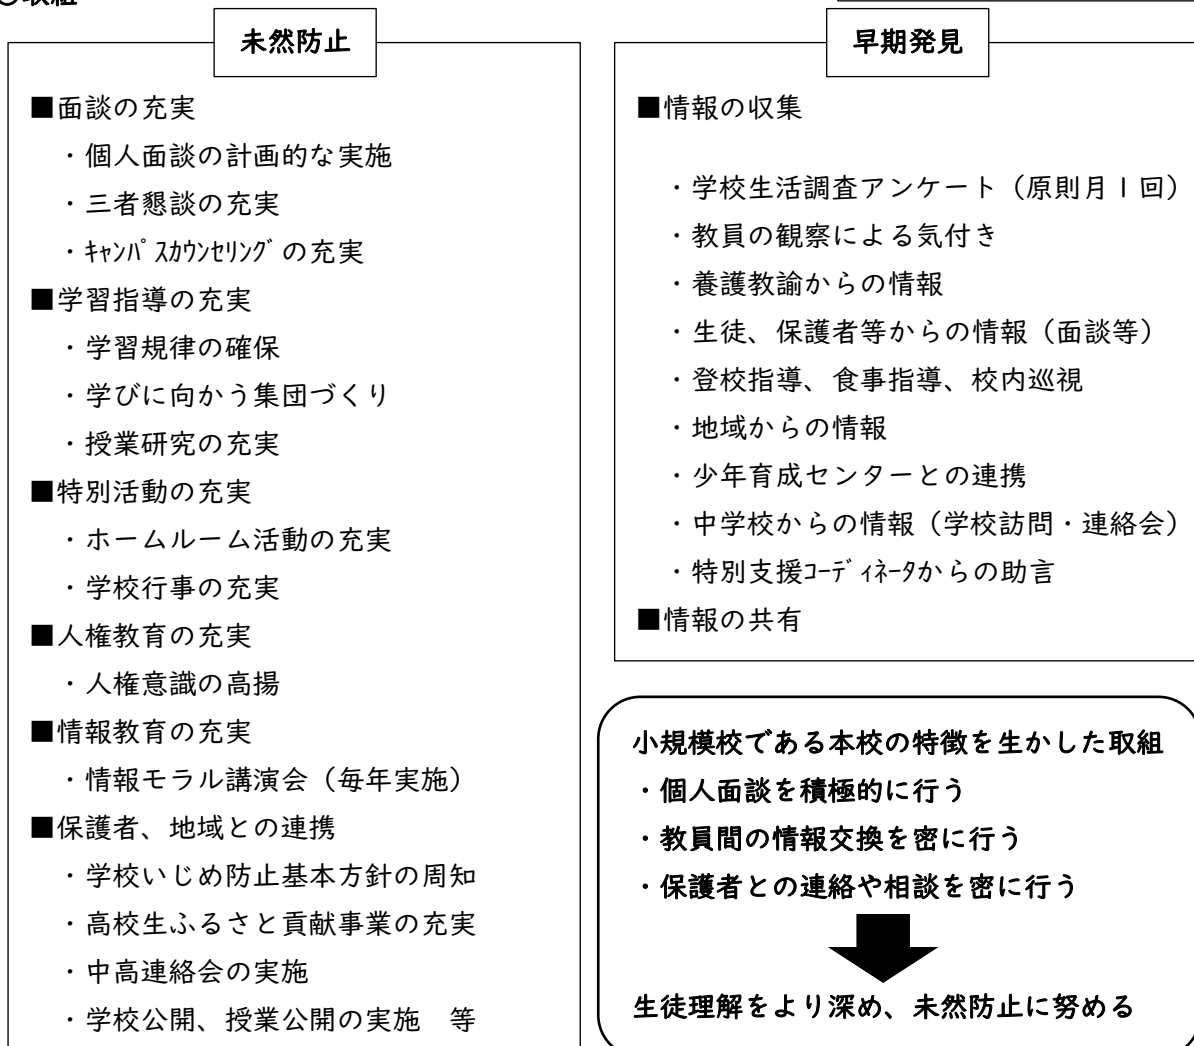 ○取組
未然防止
■面談の充実
・個人面談の計画的な実施
・三者懇談の充実
・ｷｬﾝﾊﾟｽｶｳﾝｾﾘﾝｸﾞの充実
■学習指導の充実
・学習規律の確保
・学びに向かう集団づくり
・授業研究の充実
■特別活動の充実
・ホームルーム活動の充実
・学校行事の充実
■人権教育の充実
・人権意識の高揚
■情報教育の充実
・情報モラル講演会（毎年実施）
■保護者、地域との連携
・学校いじめ防止基本方針の周知
・高校生ふるさと貢献事業の充実
・中高連絡会の実施
・学校公開、授業公開の実施　等
早期発見
■情報の収集
・学校生活調査アンケート（原則月１回）
・教員の観察による気付き
・養護教諭からの情報
・生徒、保護者等からの情報（面談等）
・登校指導、食事指導、校内巡視
・地域からの情報
・少年育成センターとの連携
・中学校からの情報（学校訪問・連絡会）
・特別支援ｺｰﾃﾞｨﾈｰﾀからの助言
■情報の共有
小規模校である本校の特徴を生かした取組
・個人面談を積極的に行う
・教員間の情報交換を密に行う
・保護者との連絡や相談を密に行う
生徒理解をより深め、未然防止に努める